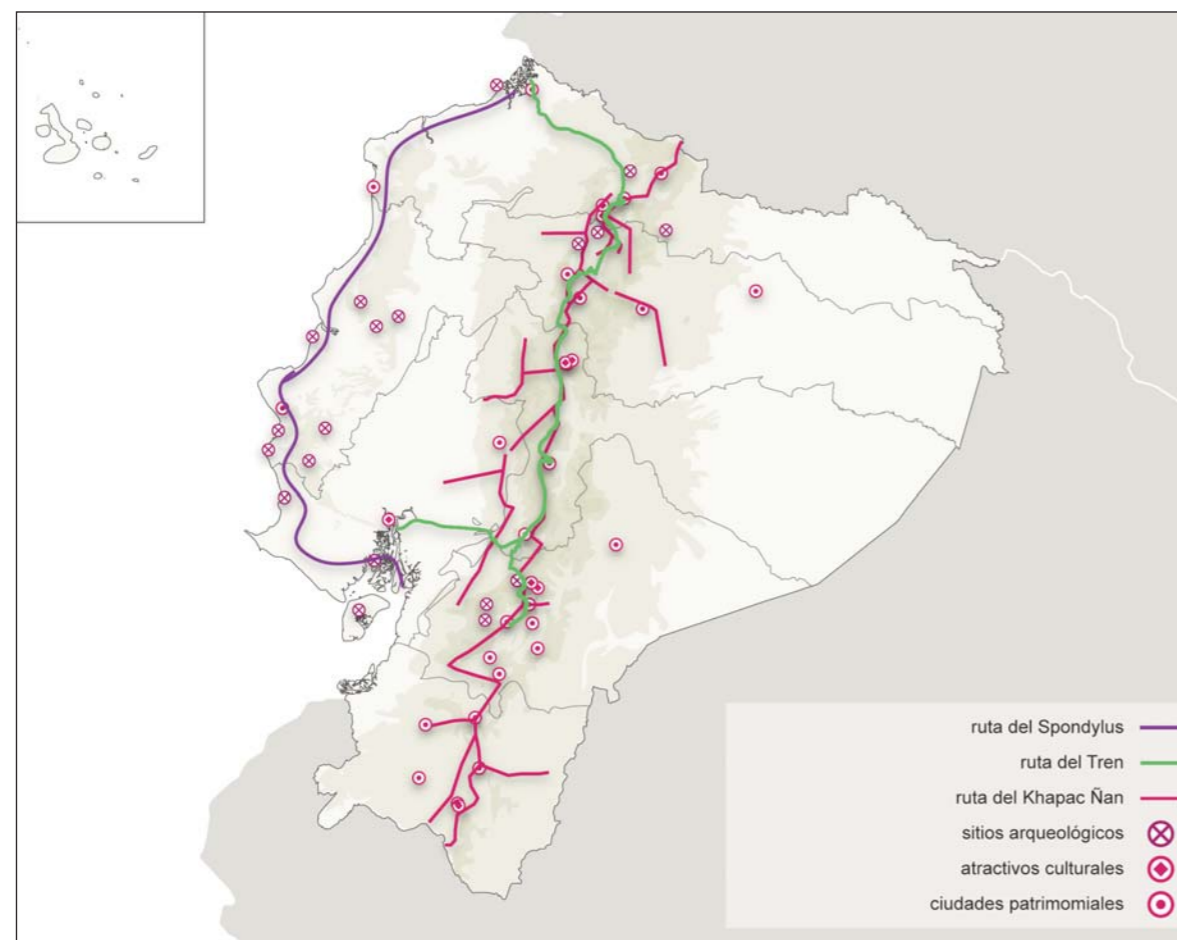 ruta del Spondylus
ruta del Tren
ruta del Khapac Ñan
sitios arqueológicos
atractivos culturales
ciudades patrimomiales